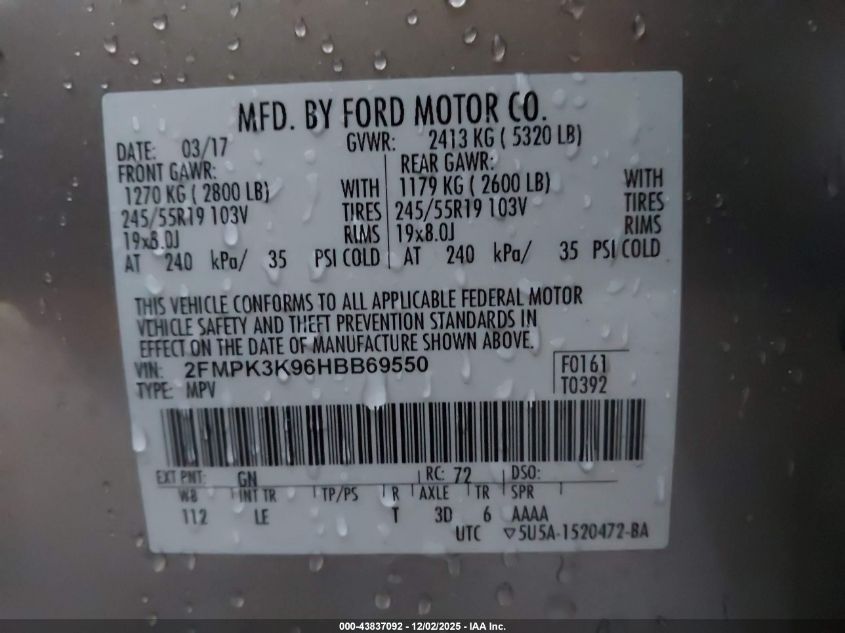 MFD. BY FORD MOTOR CO.
DATE: 03/17 GVWR: 2413 KG ( 5320 LB)
FRONT GAWR: REAR GAWR:
1270 KG ( 2800 LB) WITH 1179 KG ( 2600 LB) WITH
245/55R19 103V TIRES 245/55R19 103V TIRES
19x8.0J RIMS 19x8.0J RIMS
AT 240 kPa/ 35 PSI COLD AT 240 kPa/ 35 PSI COLD
THIS VEHICLE CONFORMS TO ALL APPLICABLE FEDERAL MOTOR
VEHICLE SAFETY AND THEFT PREVENTION STANDARDS IN
EFFECT ON THE DATE OF MANUFACTURE SHOWN ABOVE.
VIN: 2FMPK3K96HBB69550 F0161
TYPE: MPV T0392
EXT PNT: GN RC: 72 DSO:
WB INT TR TP/PS R AXLE TR SPR
112 LE T 3D 6 AAAA
UTC ▽5U5A-1520472-BA
000-43837092 - 12/02/2025 - IAA Inc.